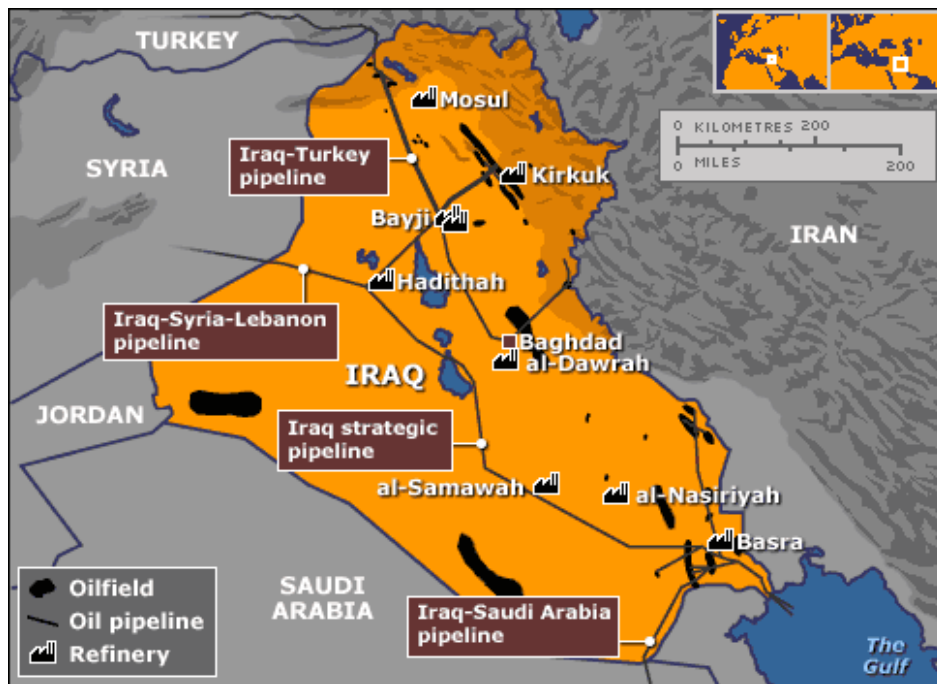 TURKEY
Mosul
0 KILOMETRES 200
0 MILES 200
Iraq-Turkey
pipeline
SYRIA
Kirkuk
Bayji
IRAN
Hadithah
Iraq-Syria-Lebanon
pipeline
Baghdad
al-Dawrah
IRAQ
JORDAN
Iraq strategic
pipeline
al-Samawah
al-Nasiriyah
Basra
Oilfield
Oil pipeline
Refinery
SAUDI
ARABIA
Iraq-Saudi Arabia
pipeline
The
Gulf